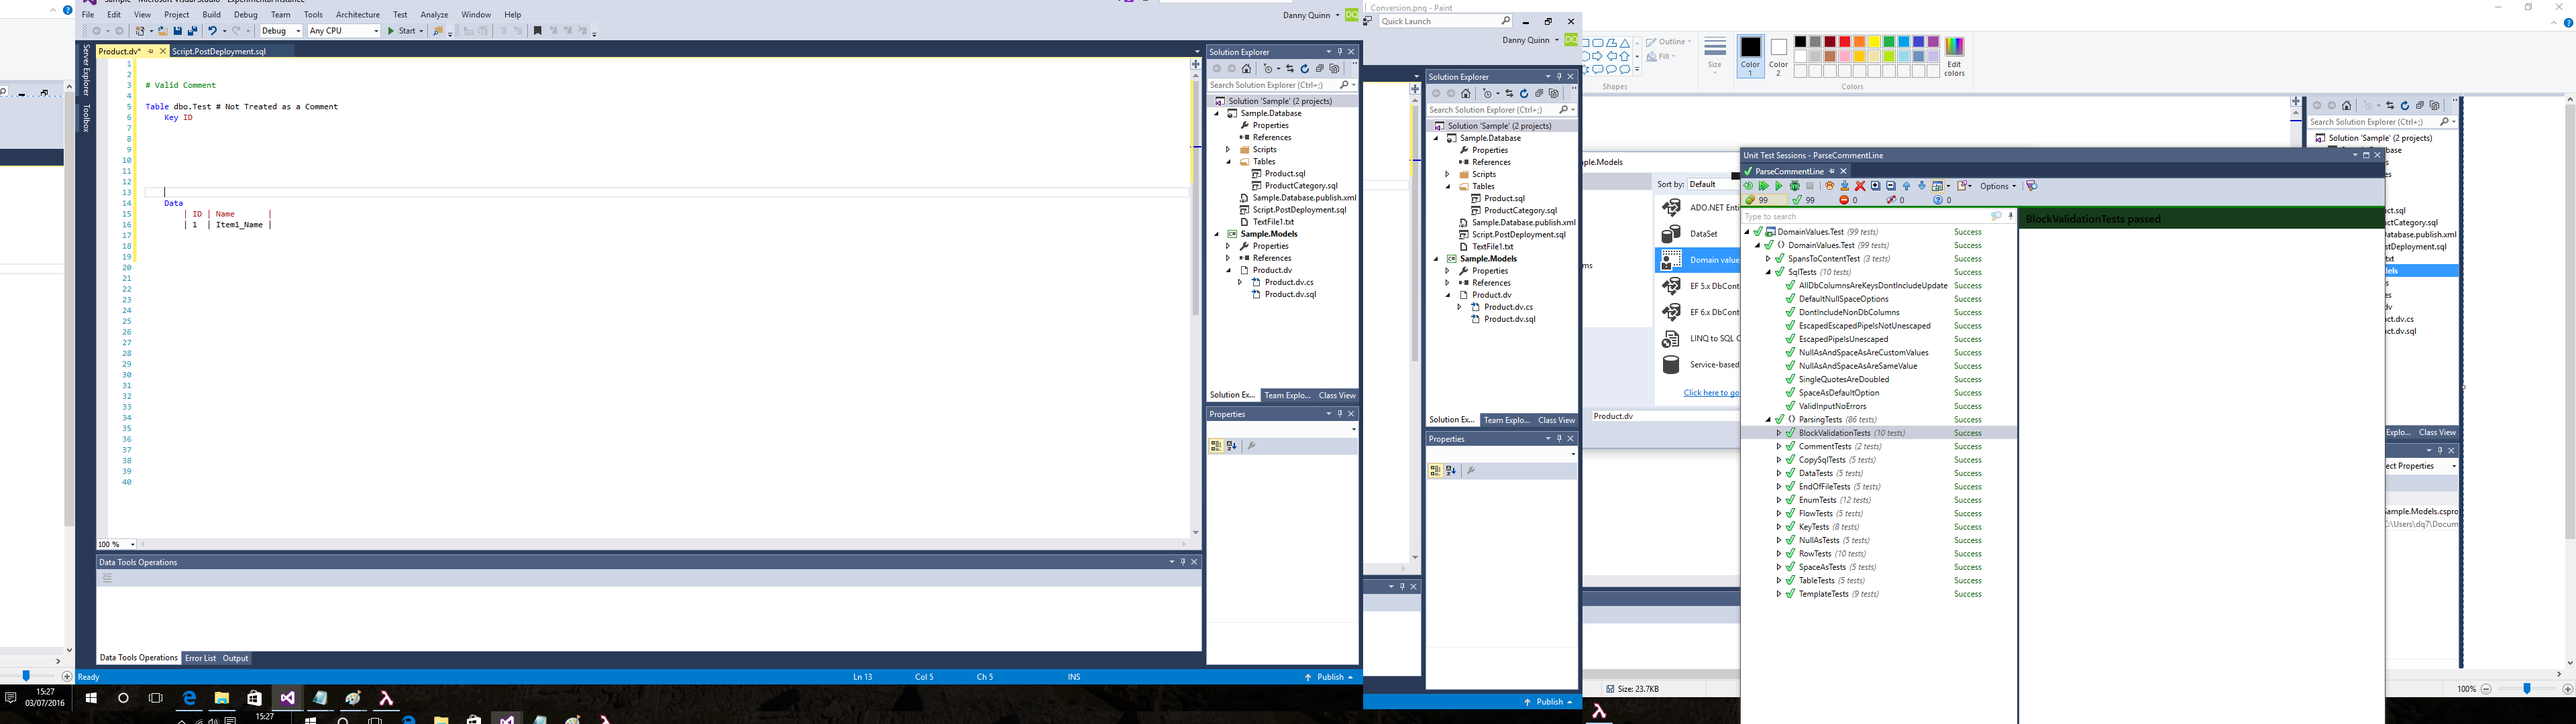 Sample - Microsoft Visual Studio - Experimental Instance
File Edit View Project Build Debug Team Tools Architecture Test Analyze Window Help
Danny Quinn DQ
Debug Any CPU Start
Server Explorer
Toolbox
Product.dv* Script.PostDeployment.sql
1
2
3 # Valid Comment
4
5 Table dbo.Test # Not Treated as a Comment
6 Key ID
7
8
9
10
11
12
13
14 Data
15 | ID | Name |
16 | 1 | Item1_Name |
17
18
19
20
21
22
23
24
25
26
27
28
29
30
31
32
33
34
35
36
37
38
39
40
100 %
Data Tools Operations
Data Tools Operations Error List Output
Ready Ln 13 Col 5 Ch 5 INS Publish
15:27
03/07/2016
15:27
Solution Explorer
Search Solution Explorer (Ctrl+;)
Solution 'Sample' (2 projects)
Sample.Database
Properties
References
Scripts
Tables
Product.sql
ProductCategory.sql
Sample.Database.publish.xml
Script.PostDeployment.sql
TextFile1.txt
Sample.Models
Properties
References
Product.dv
Product.dv.cs
Product.dv.sql
Solution Ex... Team Explo... Class View
Properties
Conversion.png - Paint
Quick Launch
Danny Quinn DQ
Solution Explorer
Search Solution Explorer (Ctrl+;)
Solution 'Sample' (2 projects)
Sample.Database
Properties
References
Scripts
Tables
Product.sql
ProductCategory.sql
Sample.Database.publish.xml
Script.PostDeployment.sql
TextFile1.txt
Sample.Models
Properties
References
Product.dv
Product.dv.cs
Product.dv.sql
Solution Ex... Team Explo... Class View
Properties
Publish
Outline
Fill
Shapes
Size
Color 1
Color 2
Edit colors
Colors
ple.Models
Sort by: Default
ADO.NET Enti
DataSet
Domain value
EF 5.x DbCont
EF 6.x DbCont
LINQ to SQL C
Service-based
Click here to go
Product.dv
Size: 23.7KB
Unit Test Sessions - ParseCommentLine
ParseCommentLine
Options
99 99 0 0 0
Type to search
BlockValidationTests passed
DomainValues.Test (99 tests) Success
DomainValues.Test (99 tests) Success
SpansToContentTest (3 tests) Success
SqlTests (10 tests) Success
AllDbColumnsAreKeysDontIncludeUpdate Success
DefaultNullSpaceOptions Success
DontIncludeNonDbColumns Success
EscapedEscapedPipeIsNotUnescaped Success
EscapedPipeIsUnescaped Success
NullAsAndSpaceAsAreCustomValues Success
NullAsAndSpaceAsAreSameValue Success
SingleQuotesAreDoubled Success
SpaceAsDefaultOption Success
ValidInputNoErrors Success
ParsingTests (86 tests) Success
BlockValidationTests (10 tests) Success
CommentTests (2 tests) Success
CopySqlTests (5 tests) Success
DataTests (5 tests) Success
EndOfFileTests (5 tests) Success
EnumTests (12 tests) Success
FlowTests (5 tests) Success
KeyTests (8 tests) Success
NullAsTests (5 tests) Success
RowTests (10 tests) Success
SpaceAsTests (5 tests) Success
TableTests (5 tests) Success
TemplateTests (9 tests) Success
Search Solution Explorer (Ctrl+;)
Solution 'Sample' (2 projects)
base
ct.sql
ctCategory.sql
Database.publish.xml
stDeployment.sql
txt
els
es
dv
ct.dv.cs
ct.dv.sql
Explo... Class View
ect Properties
Sample.Models.cspro
C:\Users\dq7\Docum
100%